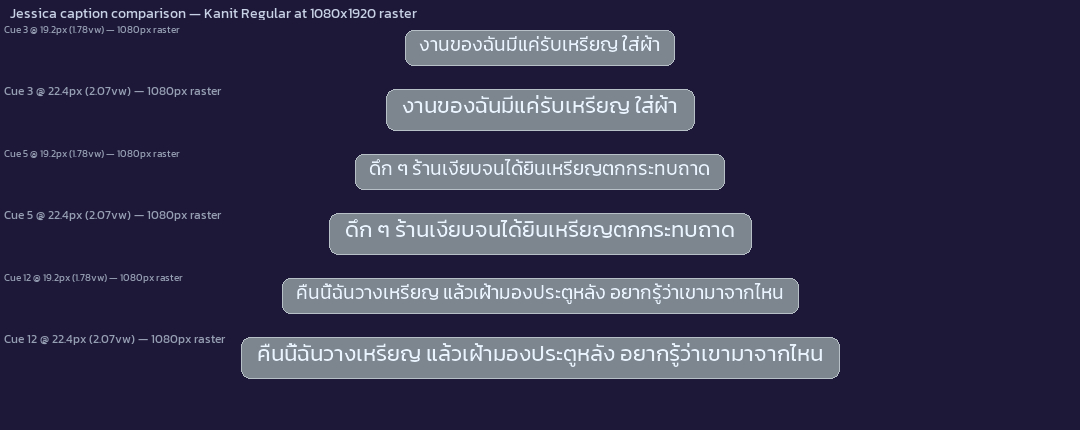 Jessica caption comparison — Kanit Regular at 1080x1920 raster
Cue 3 @ 19.2px (1.78vw) — 1080px raster
งานของฉันมีแค่รับเหรียญ ใส่ผ้า
Cue 3 @ 22.4px (2.07vw) — 1080px raster
งานของฉันมีแค่รับเหรียญ ใส่ผ้า
Cue 5 @ 19.2px (1.78vw) — 1080px raster
ดึก ๆ ร้านเงียบจนได้ยินเหรียญตกกระทบถาด
Cue 5 @ 22.4px (2.07vw) — 1080px raster
ดึก ๆ ร้านเงียบจนได้ยินเหรียญตกกระทบถาด
Cue 12 @ 19.2px (1.78vw) — 1080px raster
คืนนี้ฉันวางเหรียญ แล้วเฝ้ามองประตูหลัง อยากรู้ว่าเขามาจากไหน
Cue 12 @ 22.4px (2.07vw) — 1080px raster
คืนนี้ฉันวางเหรียญ แล้วเฝ้ามองประตูหลัง อยากรู้ว่าเขามาจากไหน